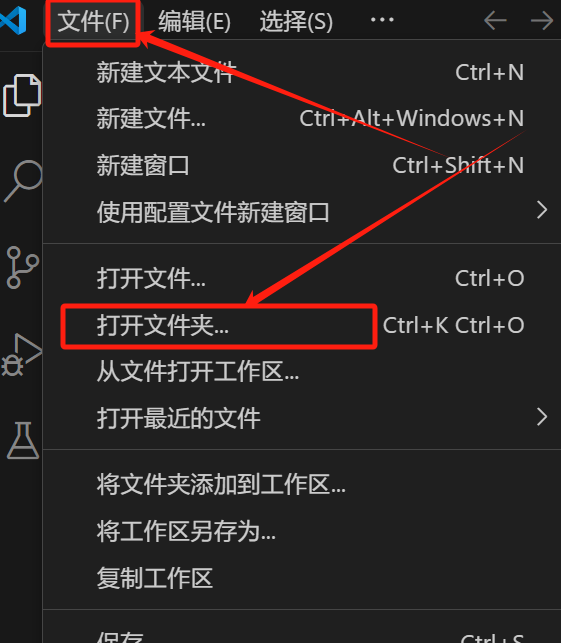 文件(F) 编辑(E) 选择(S) ···
新建文本文件 Ctrl+N
新建文件... Ctrl+Alt+Windows+N
新建窗口 Ctrl+Shift+N
使用配置文件新建窗口
打开文件... Ctrl+O
打开文件夹... Ctrl+K Ctrl+O
从文件打开工作区...
打开最近的文件
将文件夹添加到工作区...
将工作区另存为...
复制工作区
保存 Ctrl+S